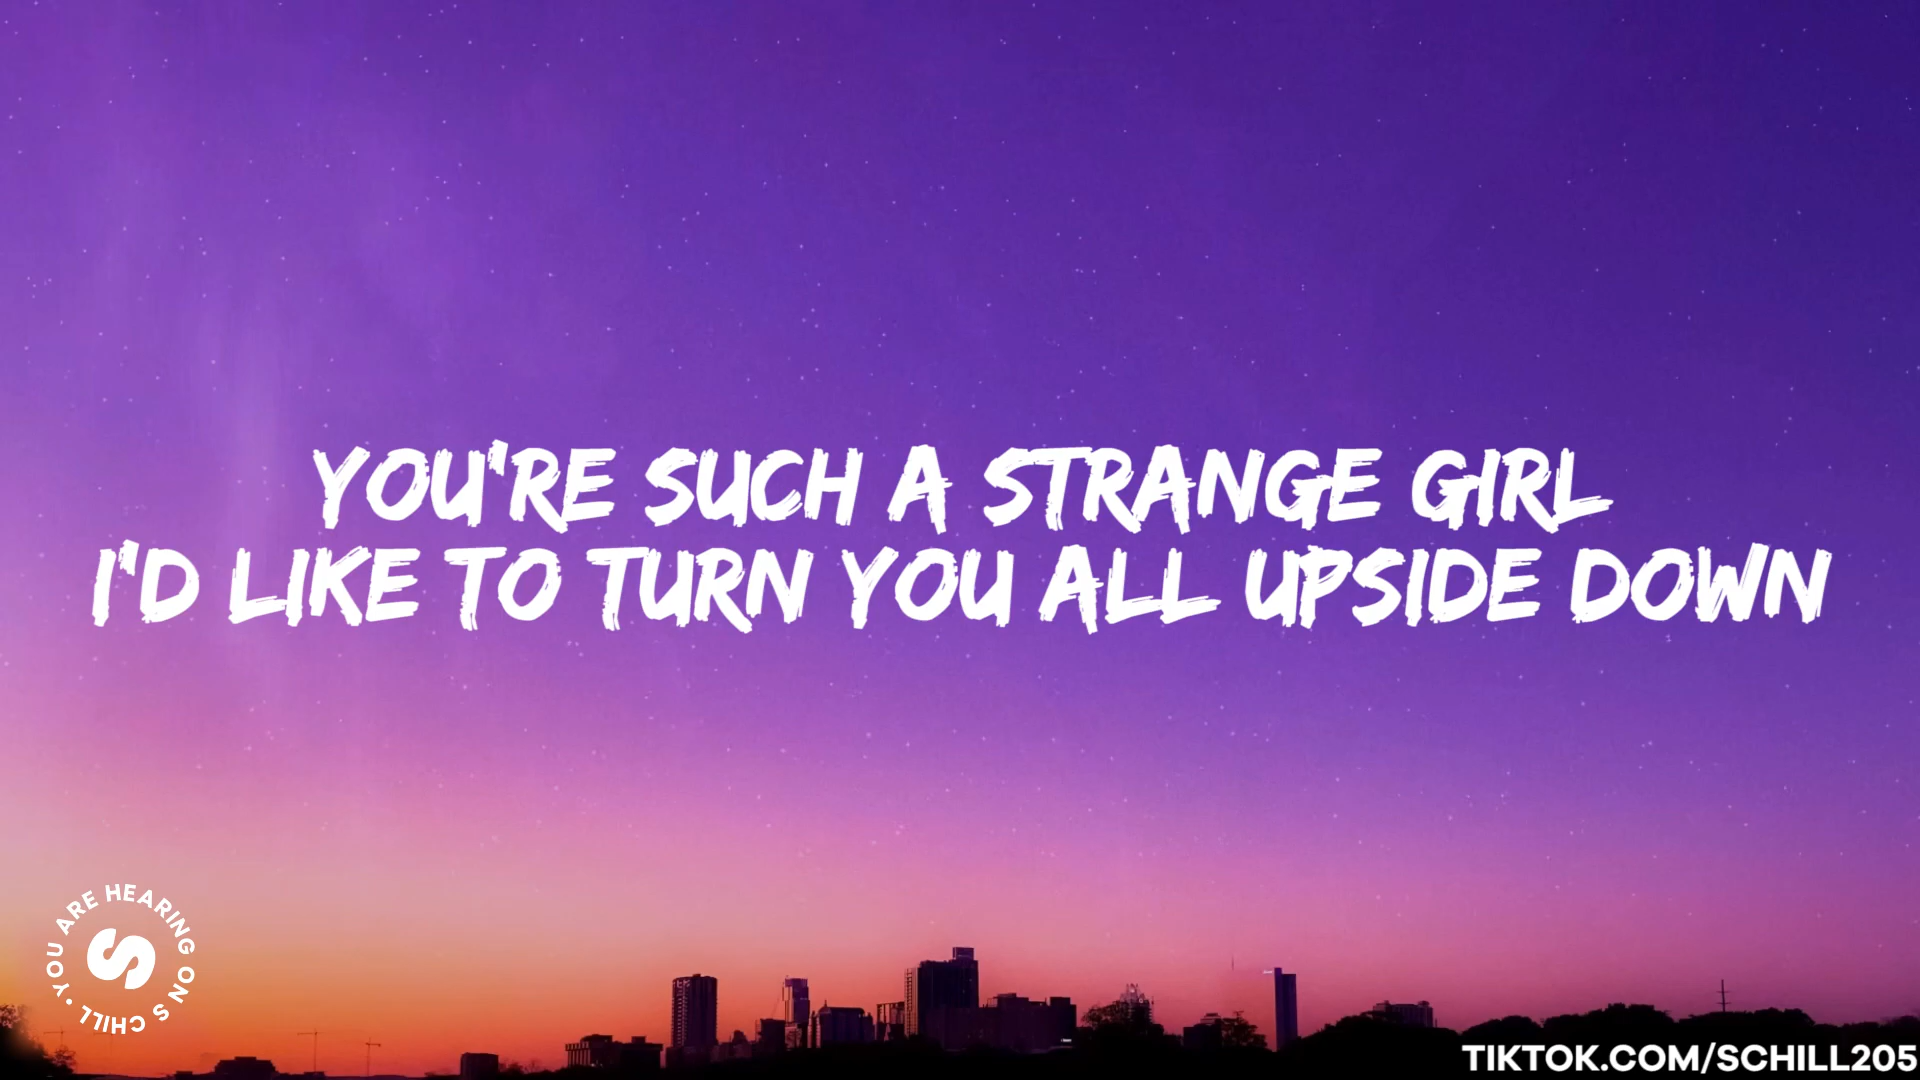 YOU'RE SUCH A STRANGE GIRL
I'D LIKE TO TURN YOU ALL UPSIDE DOWN
YOU ARE HEARING ON S CHILL •
S
TIKTOK.COM/SCHILL205